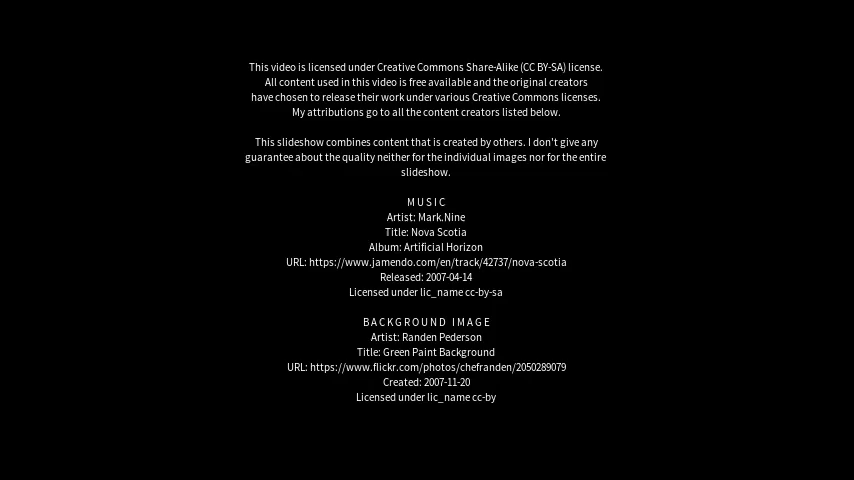 This video is licensed under Creative Commons Share-Alike (CC BY-SA) license.
All content used in this video is free available and the original creators
have chosen to release their work under various Creative Commons licenses.
My attributions go to all the content creators listed below.
This slideshow combines content that is created by others. I don't give any
guarantee about the quality neither for the individual images nor for the entire
slideshow.
MUSIC
Artist: Mark.Nine
Title: Nova Scotia
Album: Artificial Horizon
URL: https://www.jamendo.com/en/track/42737/nova-scotia
Released: 2007-04-14
Licensed under lic_name cc-by-sa
BACKGROUND IMAGE
Artist: Randen Pederson
Title: Green Paint Background
URL: https://www.flickr.com/photos/chefranden/2050289079
Created: 2007-11-20
Licensed under lic_name cc-by